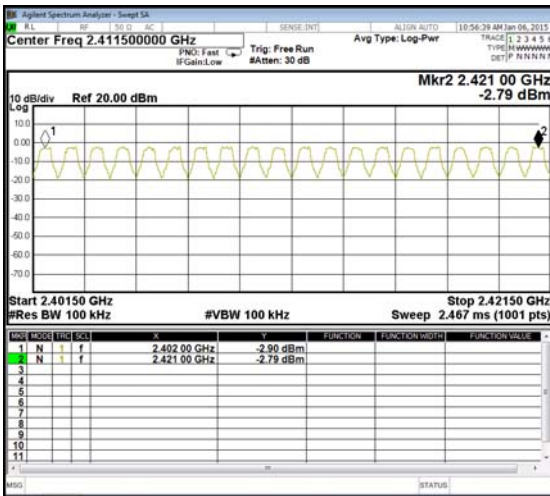 Agilent Spectrum Analyzer - Swept SA
RL RF 50 Ω AC SENSE:INT ALIGN AUTO 10:56:39 AM Jan 06, 2015
Center Freq 2.411500000 GHz
PNO: Fast
IFGain:Low
Trig: Free Run
#Atten: 30 dB
Avg Type: Log-Pwr
TRACE 1 2 3 4 5
TYPE M WWWWW
DET P N N N N N
Mkr2 2.421 00 GHz
-2.79 dBm
10 dB/div Ref 20.00 dBm
Log
10.0
0.00
-10.0
-20.0
-30.0
-40.0
-50.0
-60.0
-70.0
1
2
Start 2.40150 GHz Stop 2.42150 GHz
#Res BW 100 kHz #VBW 100 kHz Sweep 2.467 ms (1001 pts)
MKR MODE TRC SCL X Y FUNCTION FUNCTION WIDTH FUNCTION VALUE
1 N 1 f 2.402 00 GHz -2.90 dBm
2 N 1 f 2.421 00 GHz -2.79 dBm
3
4
5
6
7
8
9
10
11
MSG STATUS